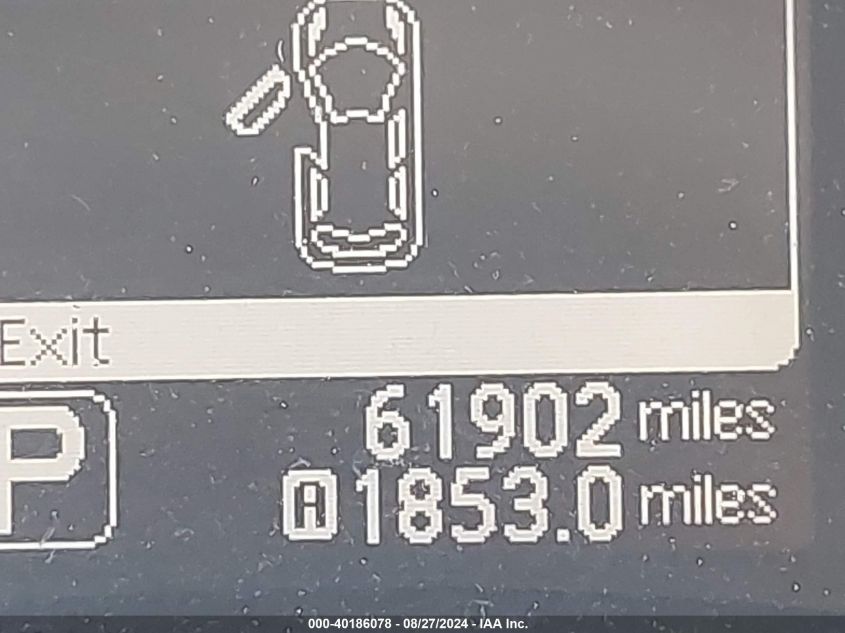 Exit
61902 miles
P
A 1853.0 miles
000-40186078 - 08/27/2024 - IAA Inc.